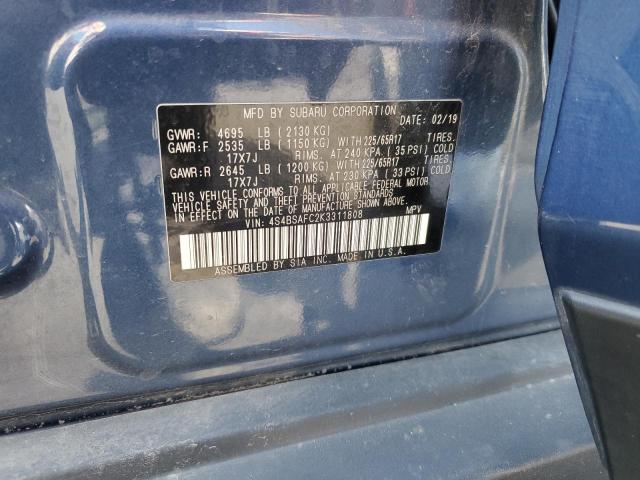 MFD BY SUBARU CORPORATION DATE: 02/19
GVWR: 4695 LB (2130 KG)
GAWR:F 2535 LB (1150 KG) WITH 225/65R17 TIRES.
17X7J RIMS. AT 240 KPA (35 PSI) COLD
GAWR:R 2645 LB (1200 KG) WITH 225/65R17 TIRES.
17X7J RIMS. AT 230 KPA (33 PSI) COLD
THIS VEHICLE CONFORMS TO ALL APPLICABLE FEDERAL MOTOR
VEHICLE SAFETY AND THEFT PREVENTION STANDARDS
IN EFFECT ON THE DATE OF MANUFACTURE SHOWN ABOVE.
VIN: 4S4BSAFC2K3311808 MPV
ASSEMBLED BY SIA INC. MADE IN U.S.A.